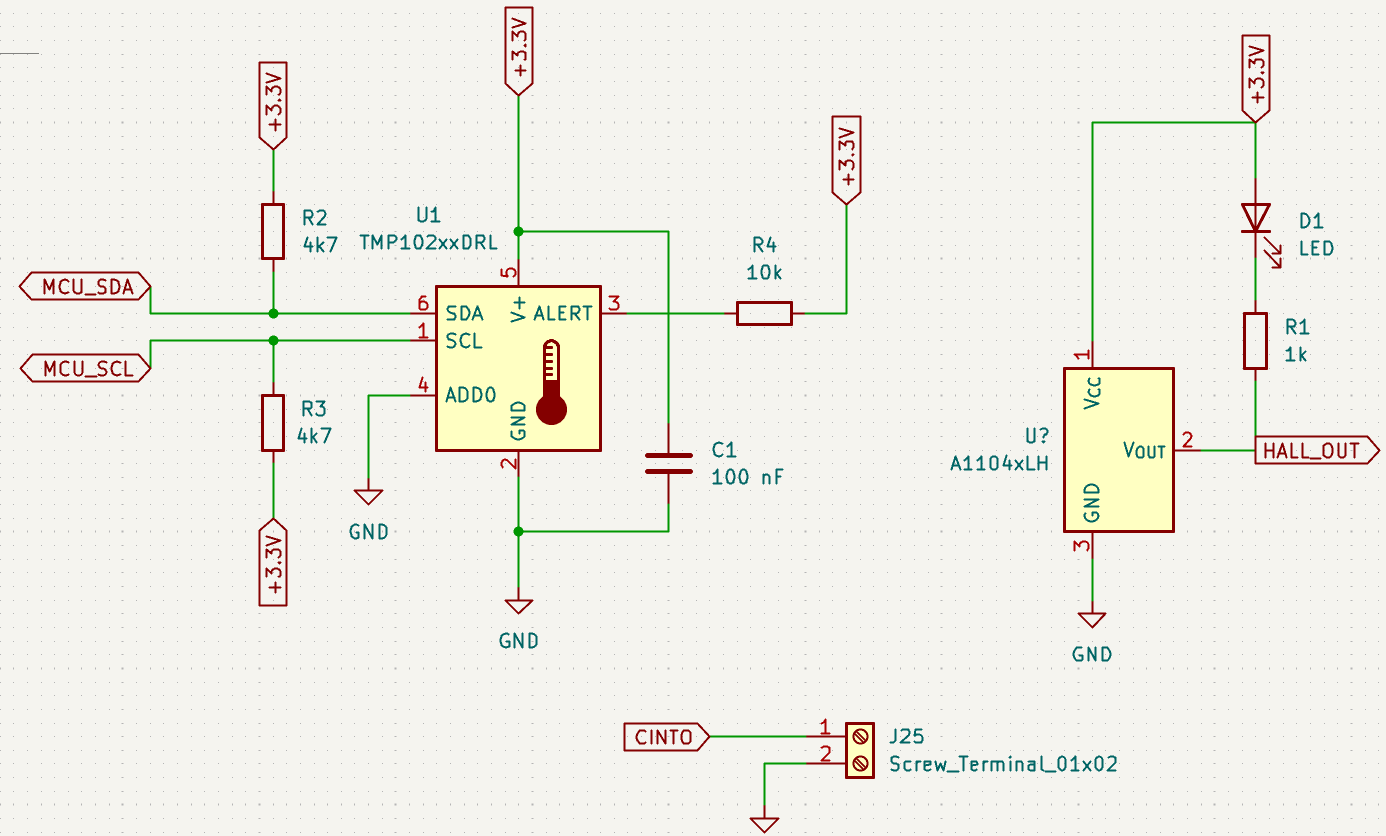 +3.3V
+3.3V
+3.3V
+3.3V
R2
4k7
U1
TMP102xxDRL
R4
10k
D1
LED
MCU_SDA
MCU_SCL
6
SDA
1
SCL
4
ADD0
5
V+
ALERT
3
GND
2
R3
4k7
+3.3V
GND
GND
C1
100 nF
R1
1k
1
VCC
U?
A1104xLH
VOUT
2
HALL_OUT
GND
3
GND
CINTO
1
2
J25
Screw_Terminal_01x02